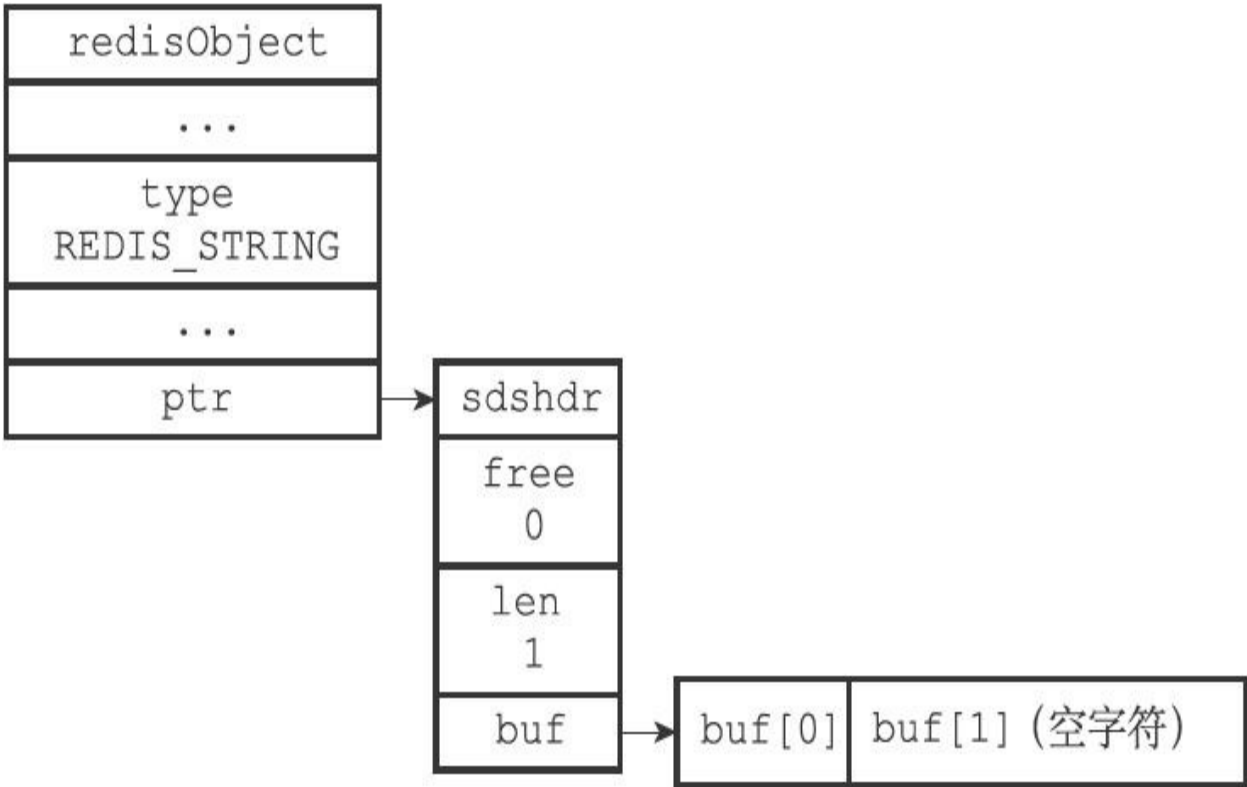 redisObject
...
type
REDIS_STRING
...
ptr
sdshdr
free
0
len
1
buf
buf[0]
buf[1] (空字符)